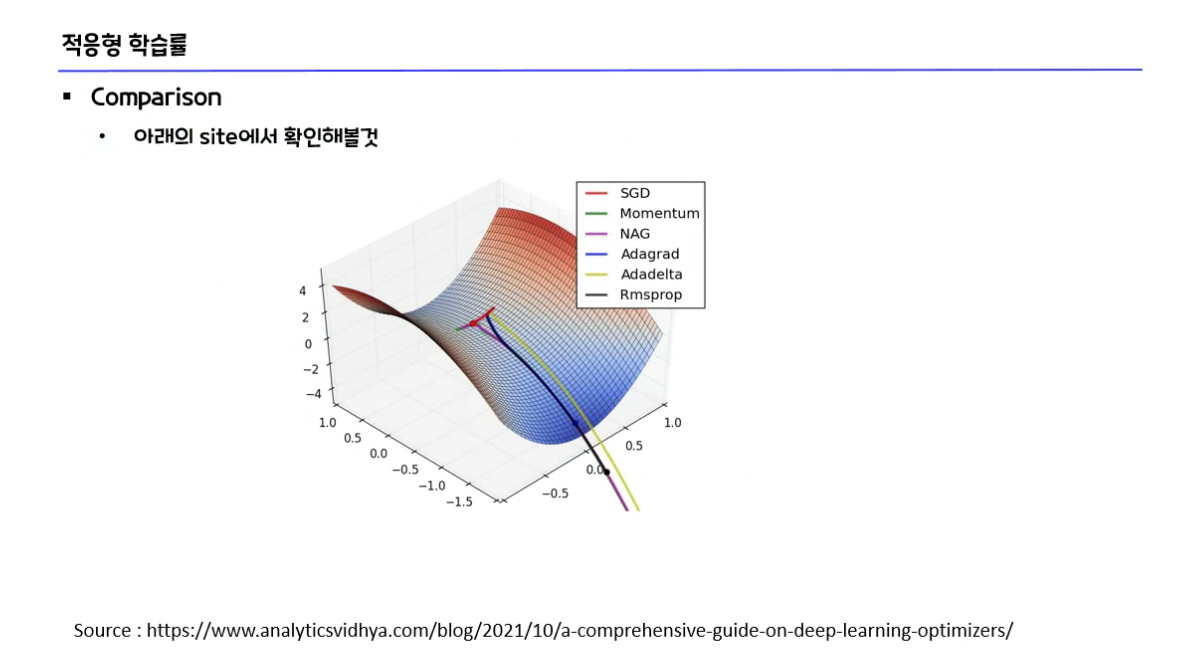 적응형 학습률
▪ Comparison
• 아래의 site에서 확인해볼것
SGD
Momentum
NAG
Adagrad
Adadelta
Rmsprop
4
2
0
−2
−4
1.0
0.5
0.0
−0.5
−1.0
−1.5
1.0
0.5
0.0
−0.5
Source : https://www.analyticsvidhya.com/blog/2021/10/a-comprehensive-guide-on-deep-learning-optimizers/